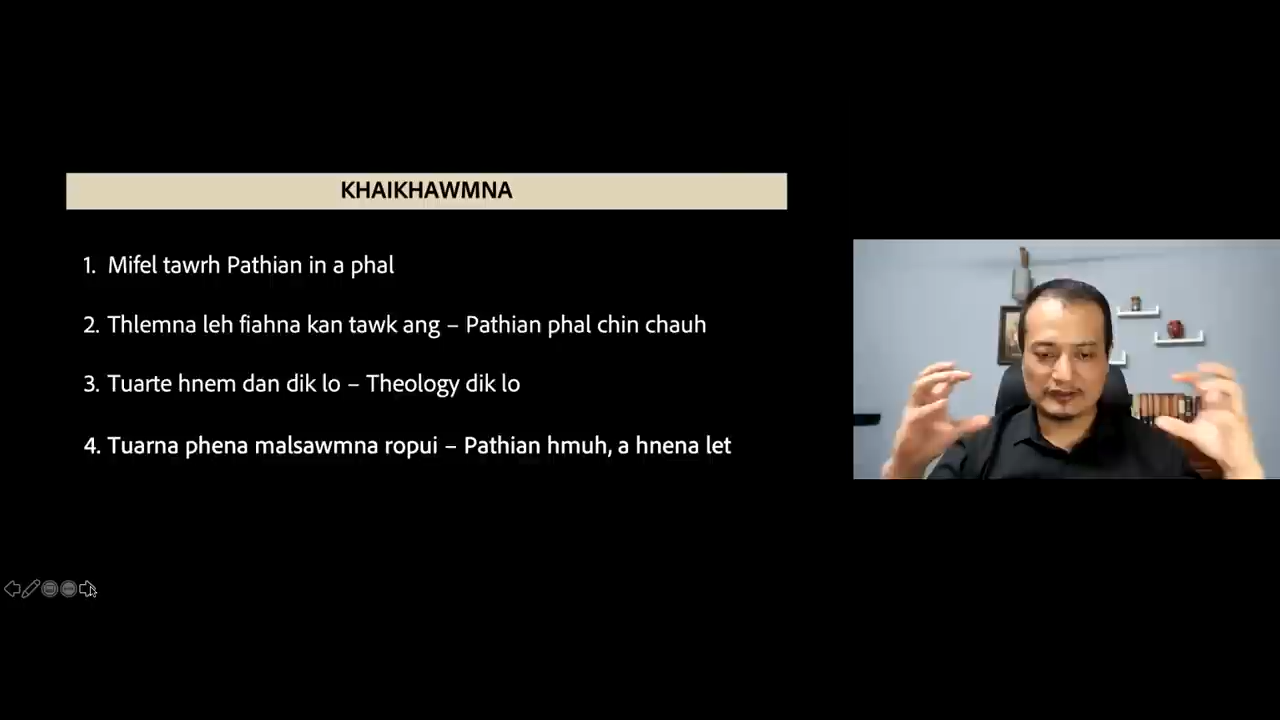 KHAIKHAWMNA
1. Mifel tawrh Pathian in a phal
2. Thlemna leh fiahna kan tawk ang – Pathian phal chin chauh
3. Tuarte hnem dan dik lo – Theology dik lo
4. Tuarna phena malsawmna ropui – Pathian hmuh, a hnena let